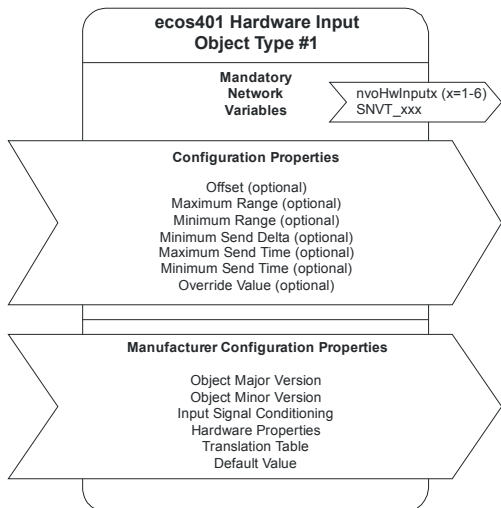 ecos401 Hardware Input
Object Type #1
Mandatory
Network
Variables
nvoHwInputx (x=1-6)
SNVT_xxx
Configuration Properties
Offset (optional)
Maximum Range (optional)
Minimum Range (optional)
Minimum Send Delta (optional)
Maximum Send Time (optional)
Minimum Send Time (optional)
Override Value (optional)
Manufacturer Configuration Properties
Object Major Version
Object Minor Version
Input Signal Conditioning
Hardware Properties
Translation Table
Default Value